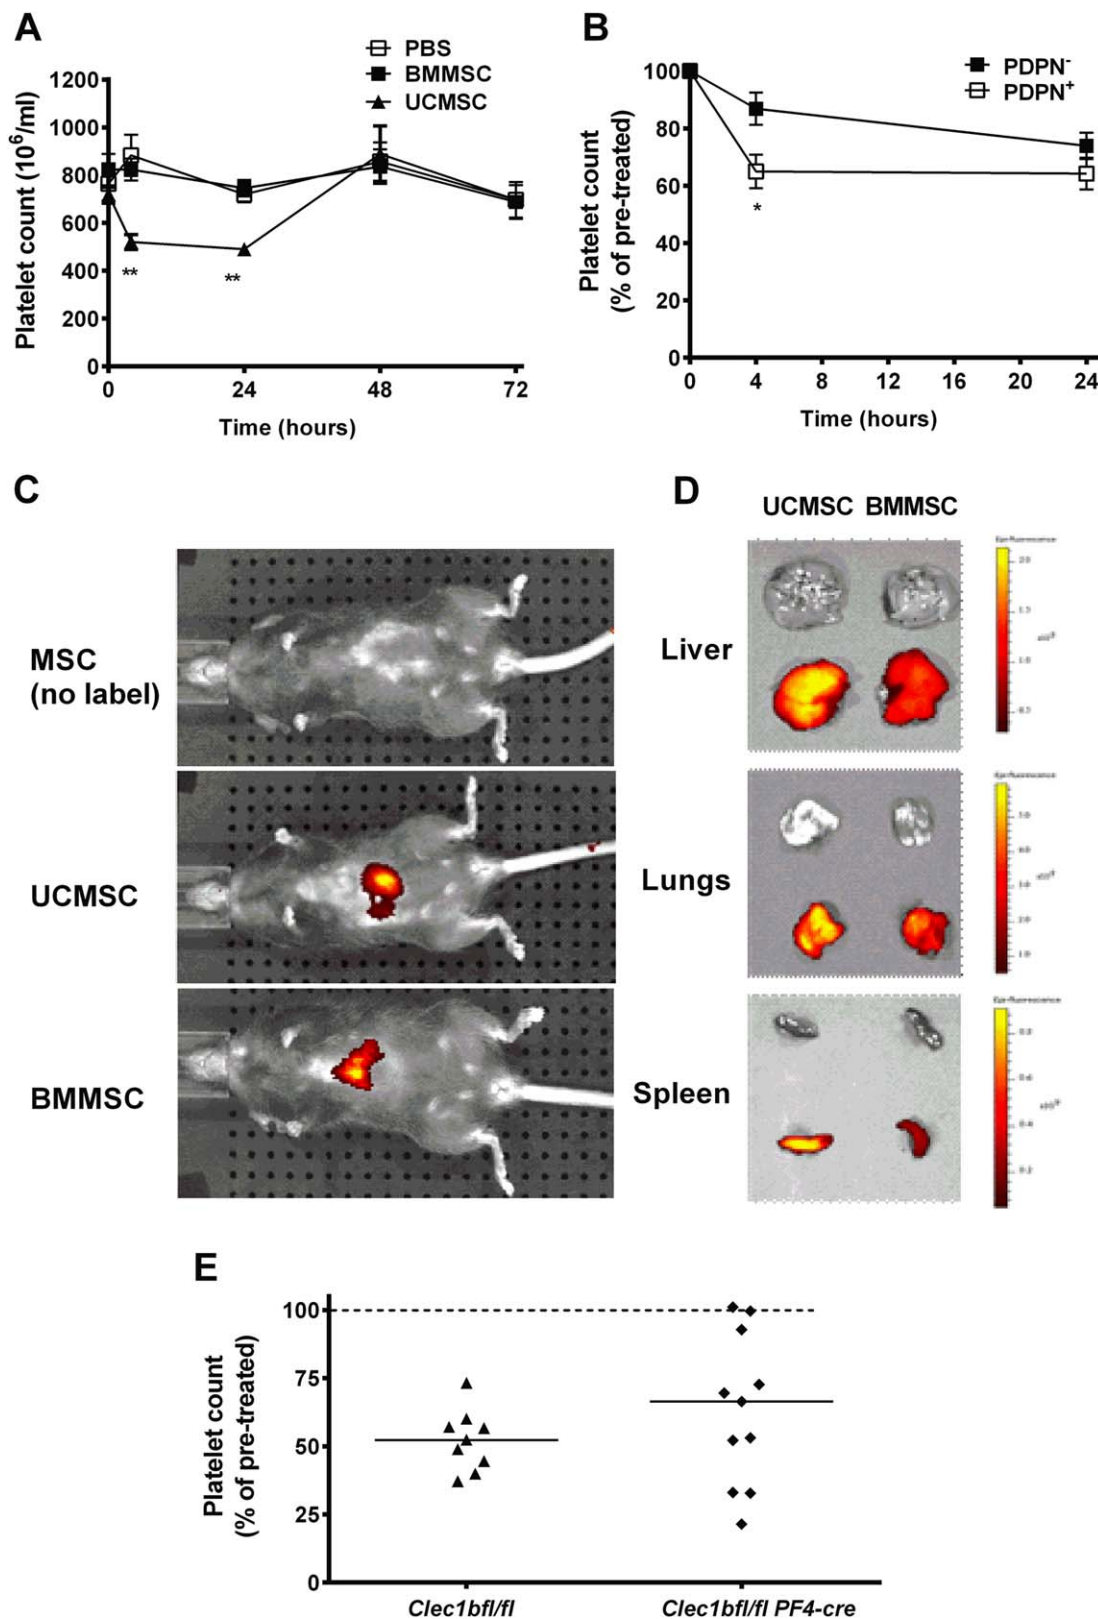 A
PBS
BMMSC
UCMSC
Platelet count (10⁶/ml)
1200
1000
800
600
400
200
0
**
**
0
24
48
72
Time (hours)
B
PDPN⁻
PDPN⁺
Platelet count
(% of pre-treated)
100
80
60
40
20
0
*
0
4
8
12
16
20
24
Time (hours)
C
MSC
(no label)
UCMSC
BMMSC
D
UCMSC BMMSC
Liver
Lungs
Spleen
E
Platelet count
(% of pre-treated)
100
75
50
25
0
Clec1bfl/fl
Clec1bfl/fl PF4-cre